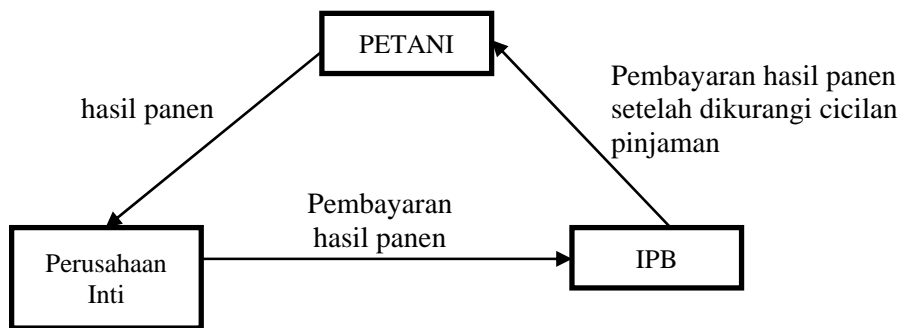 PETANI
hasil panen
Pembayaran hasil panen
setelah dikurangi cicilan
pinjaman
Pembayaran
hasil panen
Perusahaan
Inti
IPB